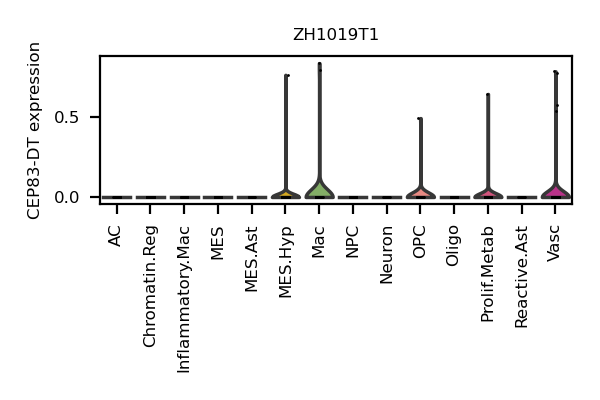 ZH1019T1
CEP83-DT expression
0.5
0.0
AC
Chromatin.Reg
Inflammatory.Mac
MES
MES.Ast
MES.Hyp
Mac
NPC
Neuron
OPC
Oligo
Prolif.Metab
Reactive.Ast
Vasc